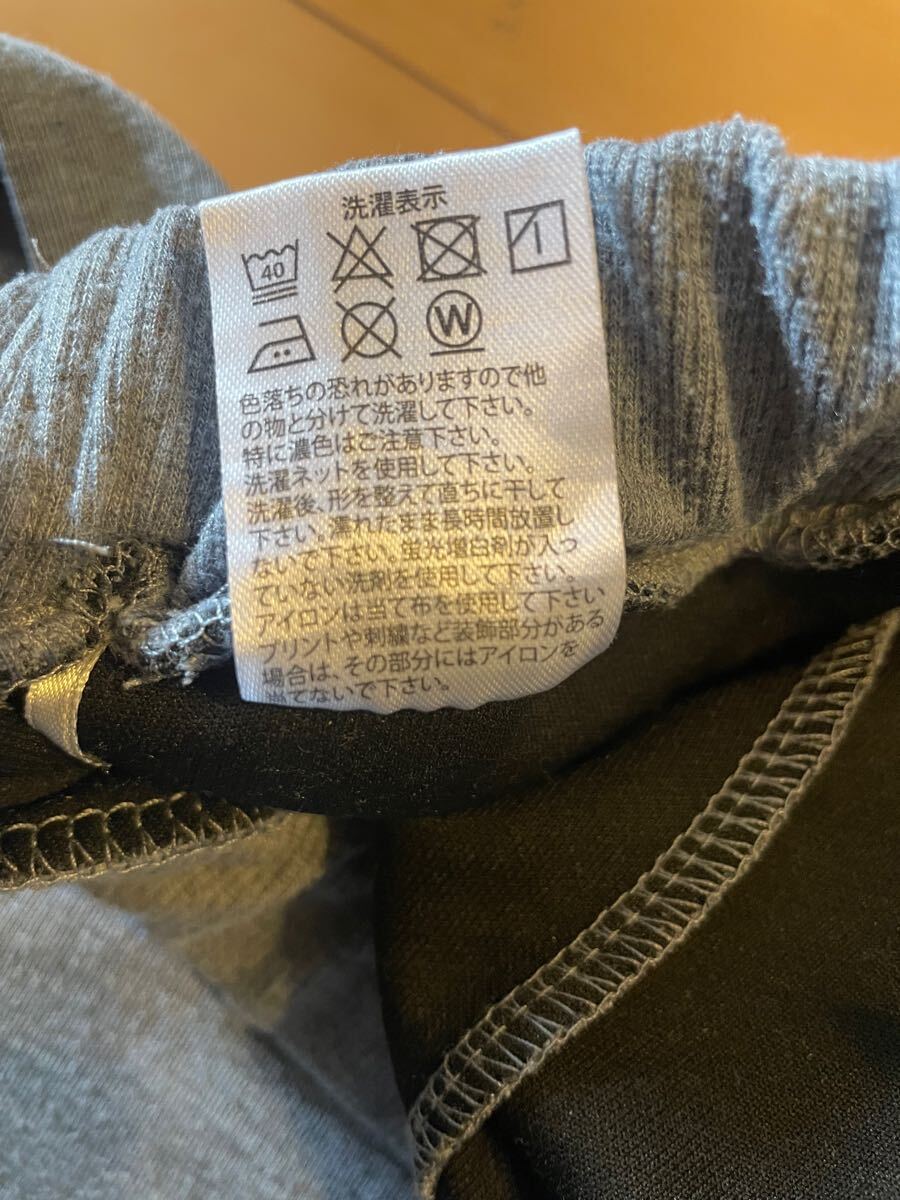 洗濯表示
40
W
色落ちの恐れがありますので他
の物と分けて洗濯して下さい。
特に濃色はご注意下さい。
洗濯ネットを使用して下さい。
洗濯後、形を整えて直ちに干して
下さい。濡れたまま長時間放置し
ないで下さい。蛍光増白剤が入っ
ていない洗剤を使用して下さい。
アイロンは当て布を使用して下さい
プリントや刺繍など装飾部分がある
場合は、その部分にはアイロンを
当てないで下さい。